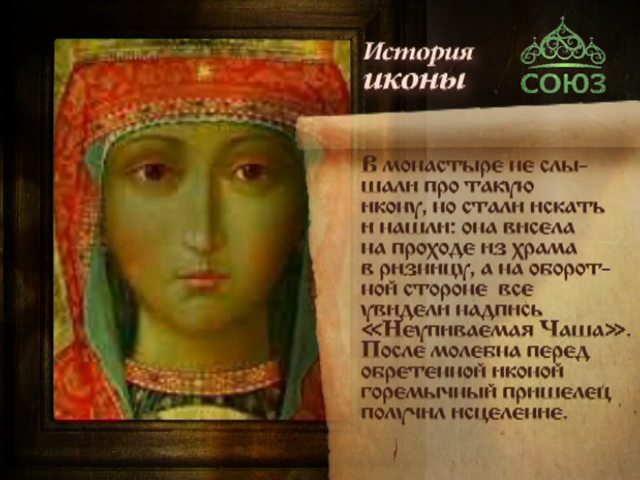 История
иконы
СОЮЗ
В монастыре не слы-
шали про такую
икону, но стали искать
и нашли: она висела
на проходе из храма
в ризницу, а на оборот-
ной стороне все
увидели надпись
«Неупиваемая Чаша».
После молебна перед
обретенной иконой
горемычный пришелец
получил исцеление.